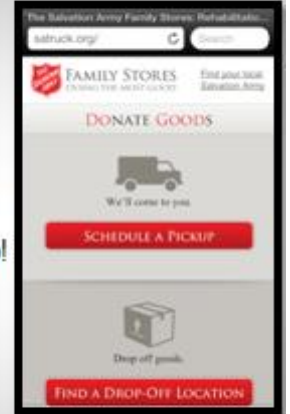 The Salvation Army Family Stores: Rehabilitatio...
satruck.org/
Search
FAMILY STORES
DOING THE MOST GOOD
Find your local
Salvation Army
DONATE GOODS
We'll come to you.
SCHEDULE A PICKUP
Drop off goods.
FIND A DROP-OFF LOCATION